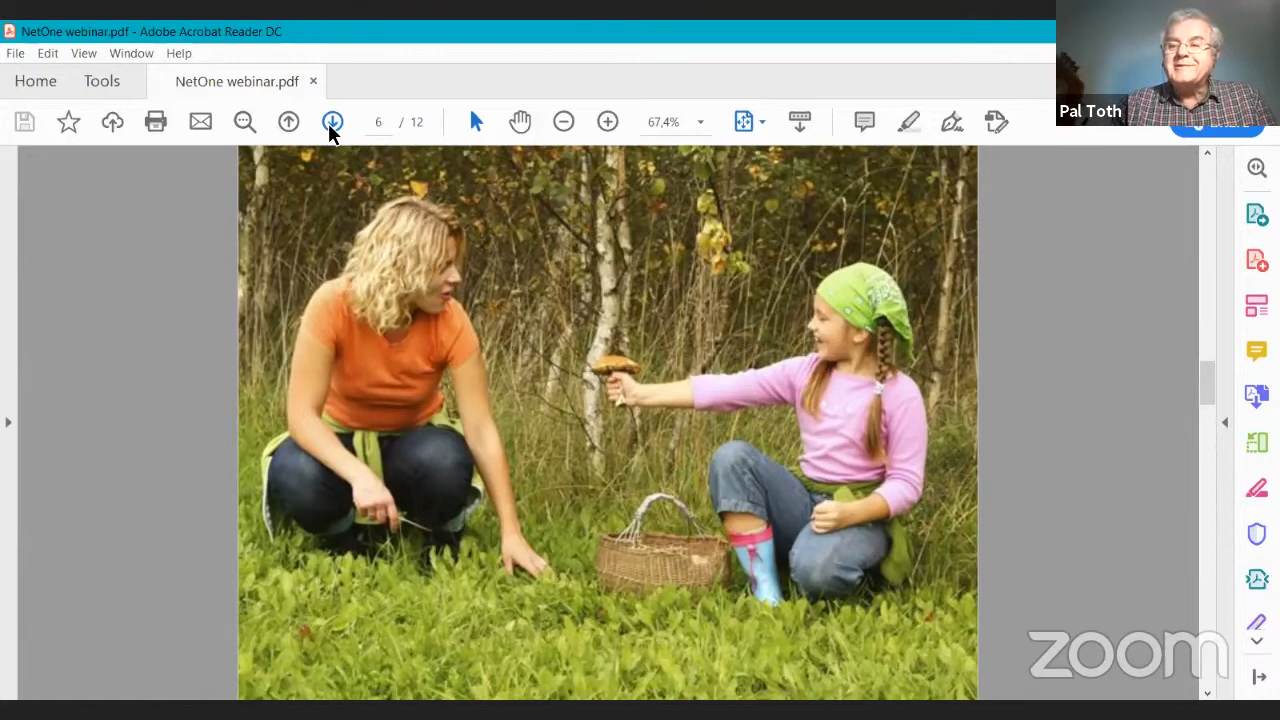 NetOne webinar.pdf - Adobe Acrobat Reader DC
File Edit View Window Help
Home Tools NetOne webinar.pdf ×
6 / 12 67,4%
Pal Toth
zoom